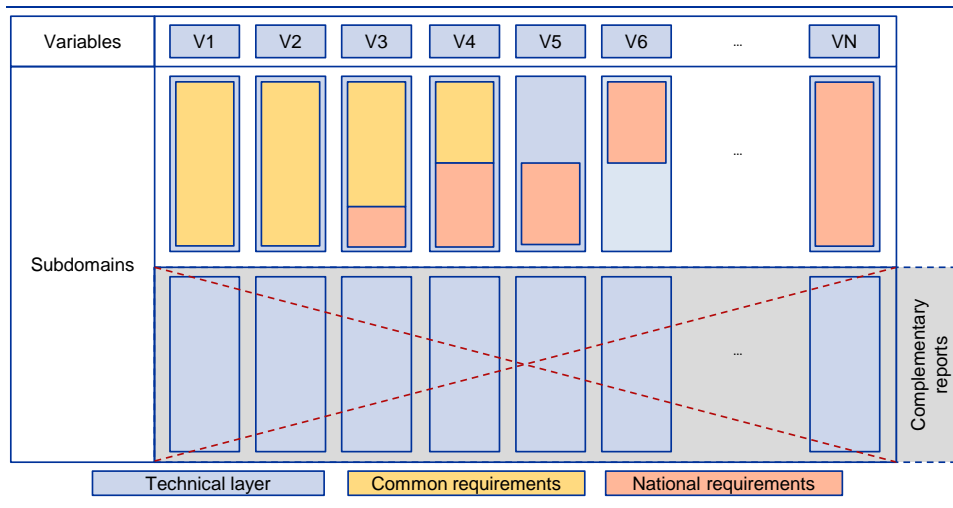 Variables
V1
V2
V3
V4
V5
V6
...
VN
...
Subdomains
...
Complementary
reports
Technical layer
Common requirements
National requirements